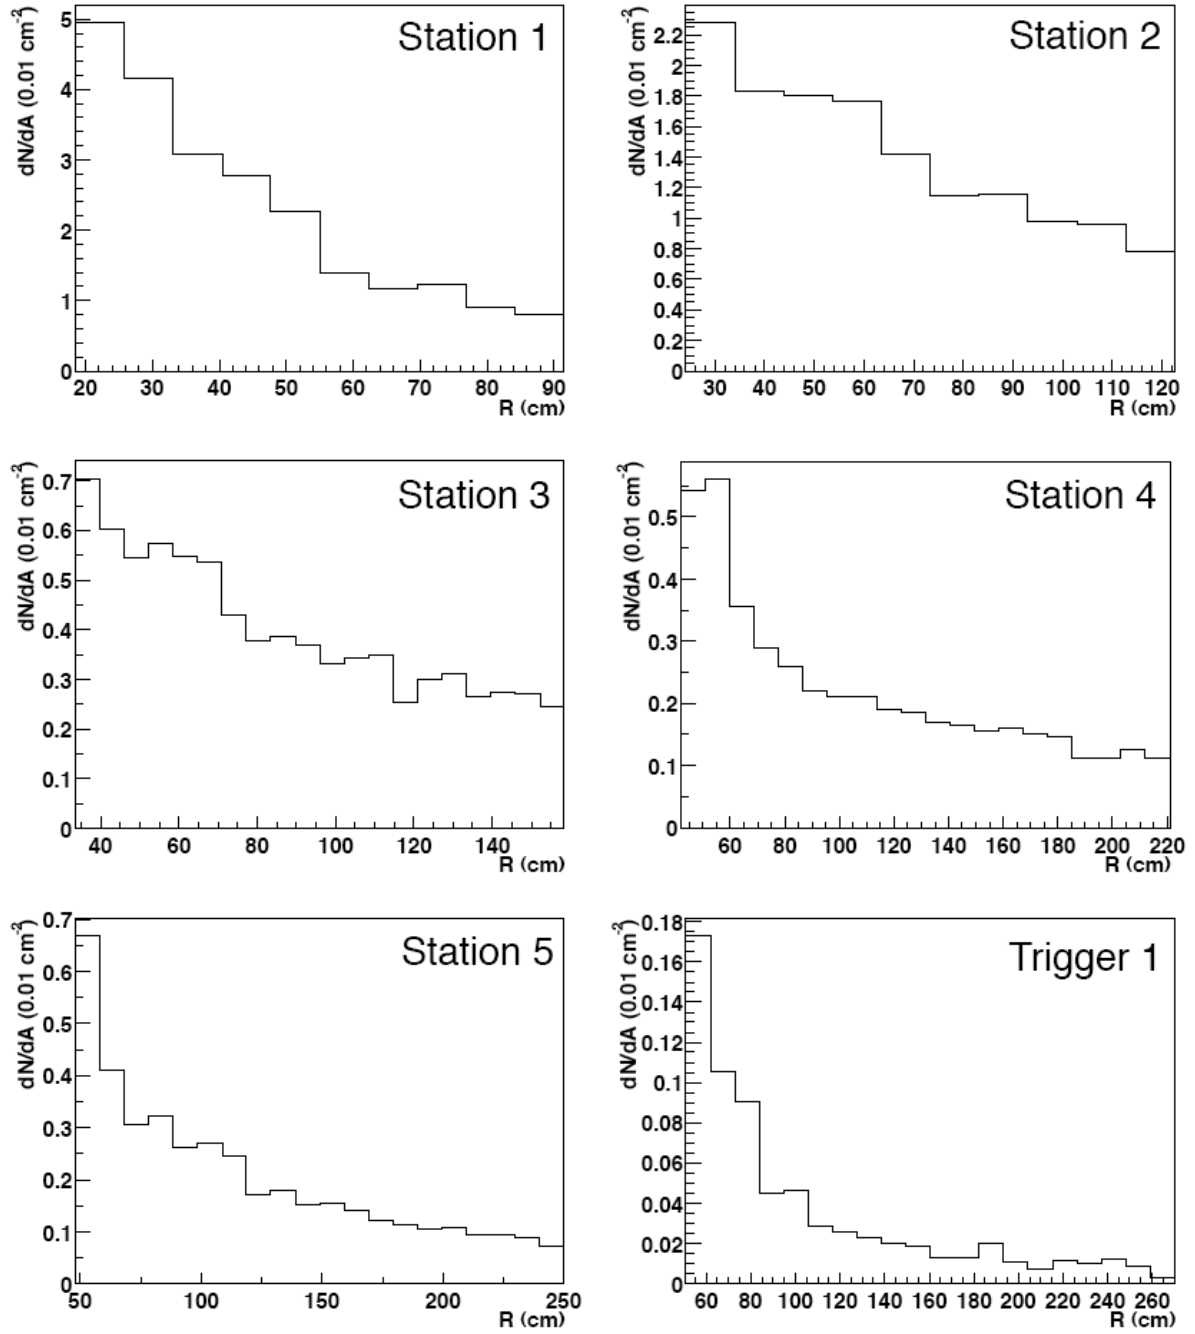 Station 1
dN/dA (0.01 cm-2)
5
4
3
2
1
0
20 30 40 50 60 70 80 90
R (cm)
Station 2
dN/dA (0.01 cm-2)
2.2
2
1.8
1.6
1.4
1.2
1
0.8
0.6
0.4
0.2
0
30 40 50 60 70 80 90 100 110 120
R (cm)
Station 3
dN/dA (0.01 cm-2)
0.7
0.6
0.5
0.4
0.3
0.2
0.1
0
40 60 80 100 120 140
R (cm)
Station 4
dN/dA (0.01 cm-2)
0.5
0.4
0.3
0.2
0.1
0
60 80 100 120 140 160 180 200 220
R (cm)
Station 5
dN/dA (0.01 cm-2)
0.7
0.6
0.5
0.4
0.3
0.2
0.1
0
50 100 150 200 250
R (cm)
Trigger 1
dN/dA (0.01 cm-2)
0.18
0.16
0.14
0.12
0.1
0.08
0.06
0.04
0.02
0
60 80 100 120 140 160 180 200 220 240 260
R (cm)